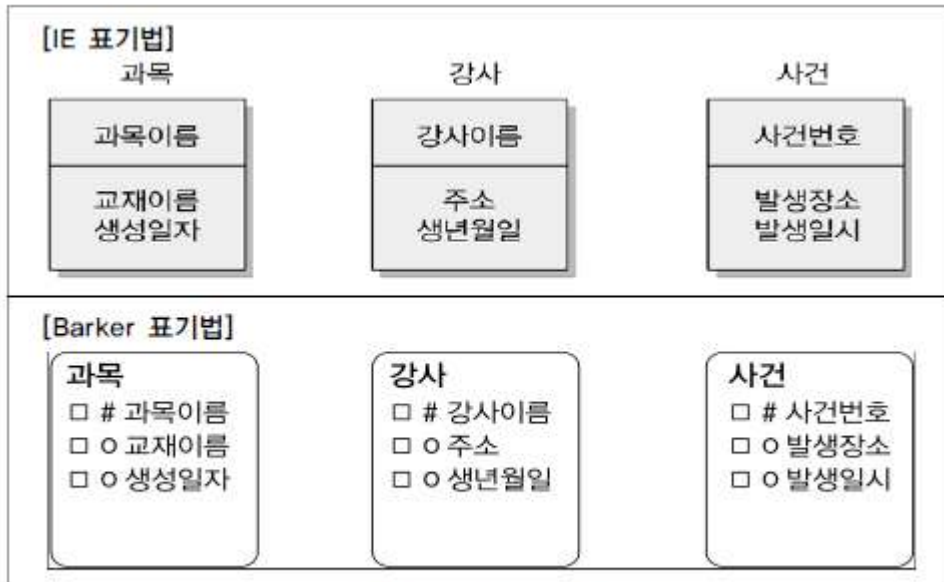 [IE 표기법]
과목 강사 사건
과목이름 강사이름 사건번호
교재이름 주소 발생장소
생성일자 생년월일 발생일시
[Barker 표기법]
과목 강사 사건
□ # 과목이름 □ # 강사이름 □ # 사건번호
□ o 교재이름 □ o 주소 □ o 발생장소
□ o 생성일자 □ o 생년월일 □ o 발생일시